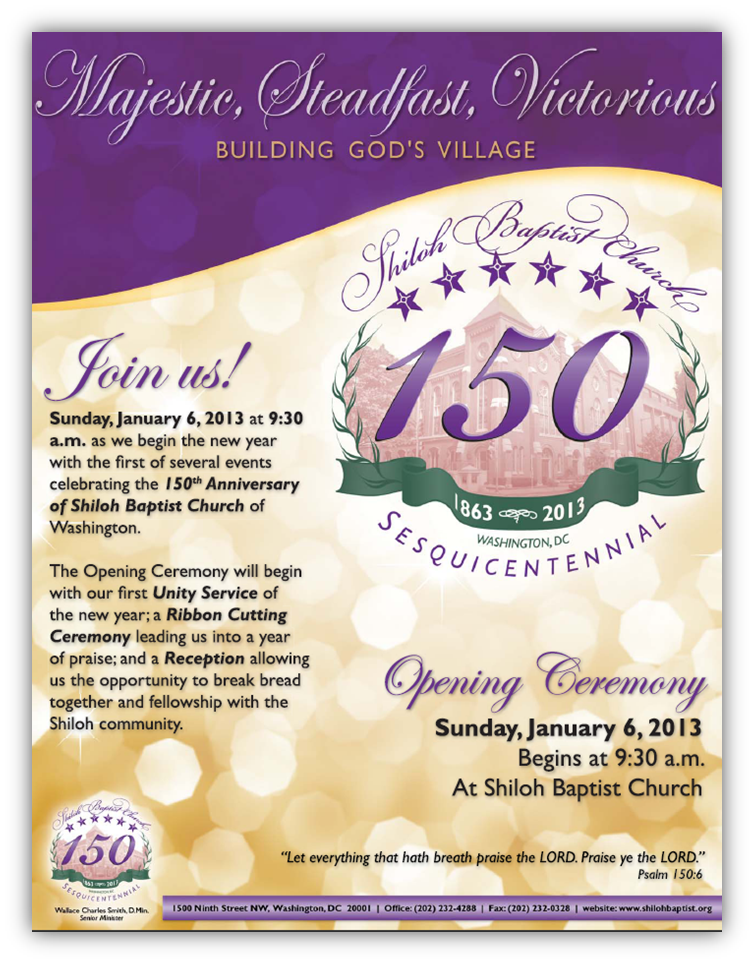 Majestic, Steadfast, Victorious
BUILDING GOD'S VILLAGE
Shiloh Baptist Church
150
1863 2013
WASHINGTON, DC
SESQUICENTENNIAL
Join us!
Sunday, January 6, 2013 at 9:30
a.m. as we begin the new year
with the first of several events
celebrating the 150th Anniversary
of Shiloh Baptist Church of
Washington.
The Opening Ceremony will begin
with our first Unity Service of
the new year; a Ribbon Cutting
Ceremony leading us into a year
of praise; and a Reception allowing
us the opportunity to break bread
together and fellowship with the
Shiloh community.
Opening Ceremony
Sunday, January 6, 2013
Begins at 9:30 a.m.
At Shiloh Baptist Church
“Let everything that hath breath praise the LORD. Praise ye the LORD.”
Psalm 150:6
Shiloh Baptist Church
150
1863 2013
SESQUICENTENNIAL
Wallace Charles Smith, D.Min.
Senior Minister
1500 Ninth Street NW, Washington, DC 20001 | Office: (202) 232-4288 | Fax: (202) 232-0328 | website: www.shilohbaptist.org